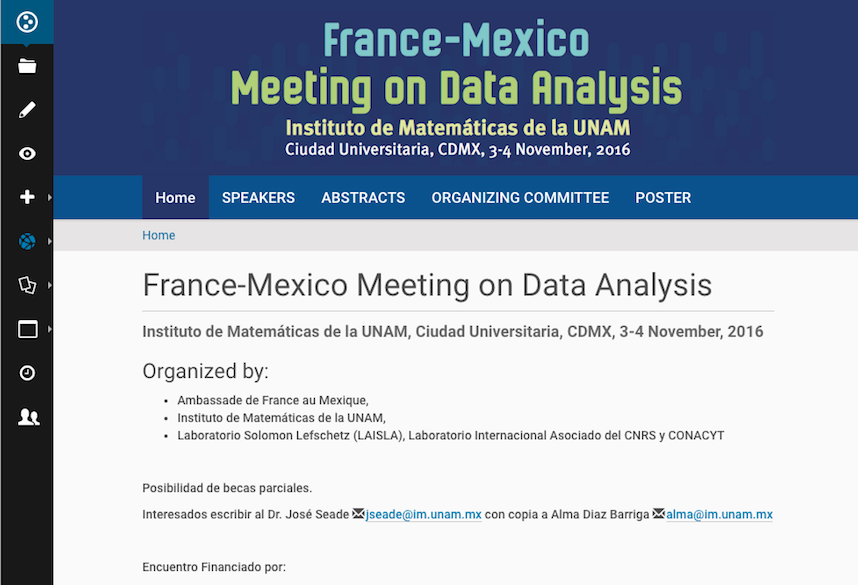 France-Mexico
Meeting on Data Analysis
Instituto de Matemáticas de la UNAM
Ciudad Universitaria, CDMX, 3-4 November, 2016
Home SPEAKERS ABSTRACTS ORGANIZING COMMITTEE POSTER
Home
France-Mexico Meeting on Data Analysis
Instituto de Matemáticas de la UNAM, Ciudad Universitaria, CDMX, 3-4 November, 2016
Organized by:
Ambassade de France au Mexique,
Instituto de Matemáticas de la UNAM,
Laboratorio Solomon Lefschetz (LAISLA), Laboratorio Internacional Asociado del CNRS y CONACYT
Posibilidad de becas parciales.
Interesados escribir al Dr. José Seade jseade@im.unam.mx con copia a Alma Diaz Barriga alma@im.unam.mx
Encuentro Financiado por: